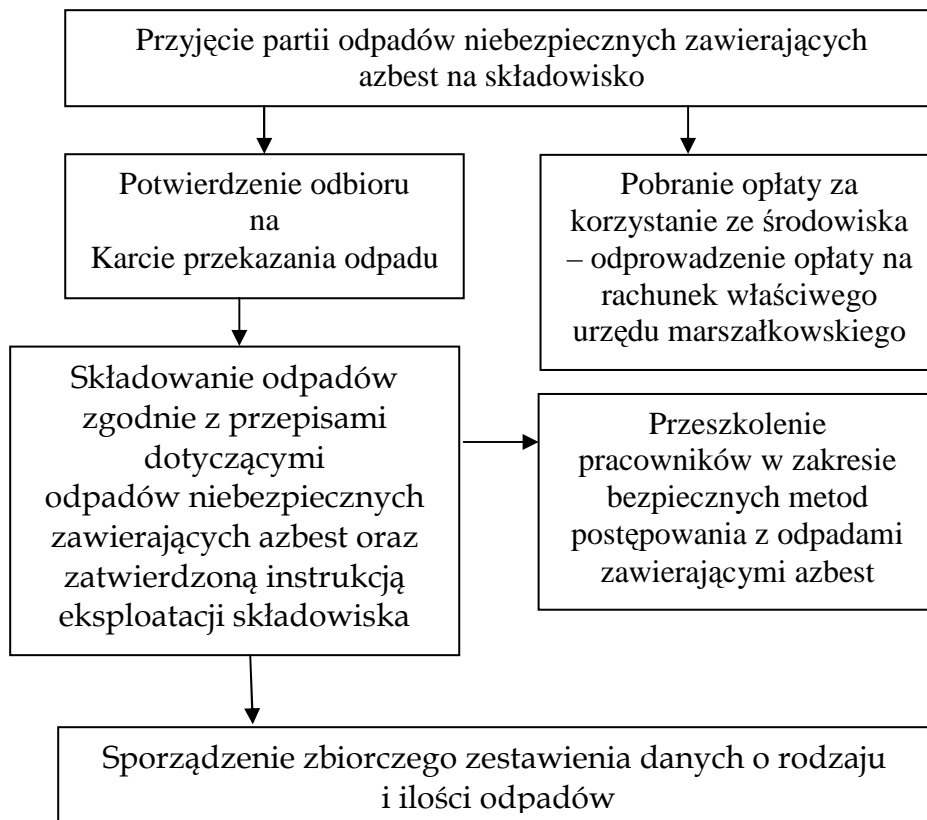 Przyjęcie partii odpadów niebezpiecznych zawierających
azbest na składowisko
Potwierdzenie odbioru
na
Karcie przekazania odpadu
Pobranie opłaty za
korzystanie ze środowiska
– odprowadzenie opłaty na
rachunek właściwego
urzędu marszałkowskiego
Składowanie odpadów
zgodnie z przepisami
dotyczącymi
odpadów niebezpiecznych
zawierających azbest oraz
zatwierdzoną instrukcją
eksploatacji składowiska
Przeszkolenie
pracowników w zakresie
bezpiecznych metod
postępowania z odpadami
zawierającymi azbest
Sporządzenie zbiorczego zestawienia danych o rodzaju
i ilości odpadów